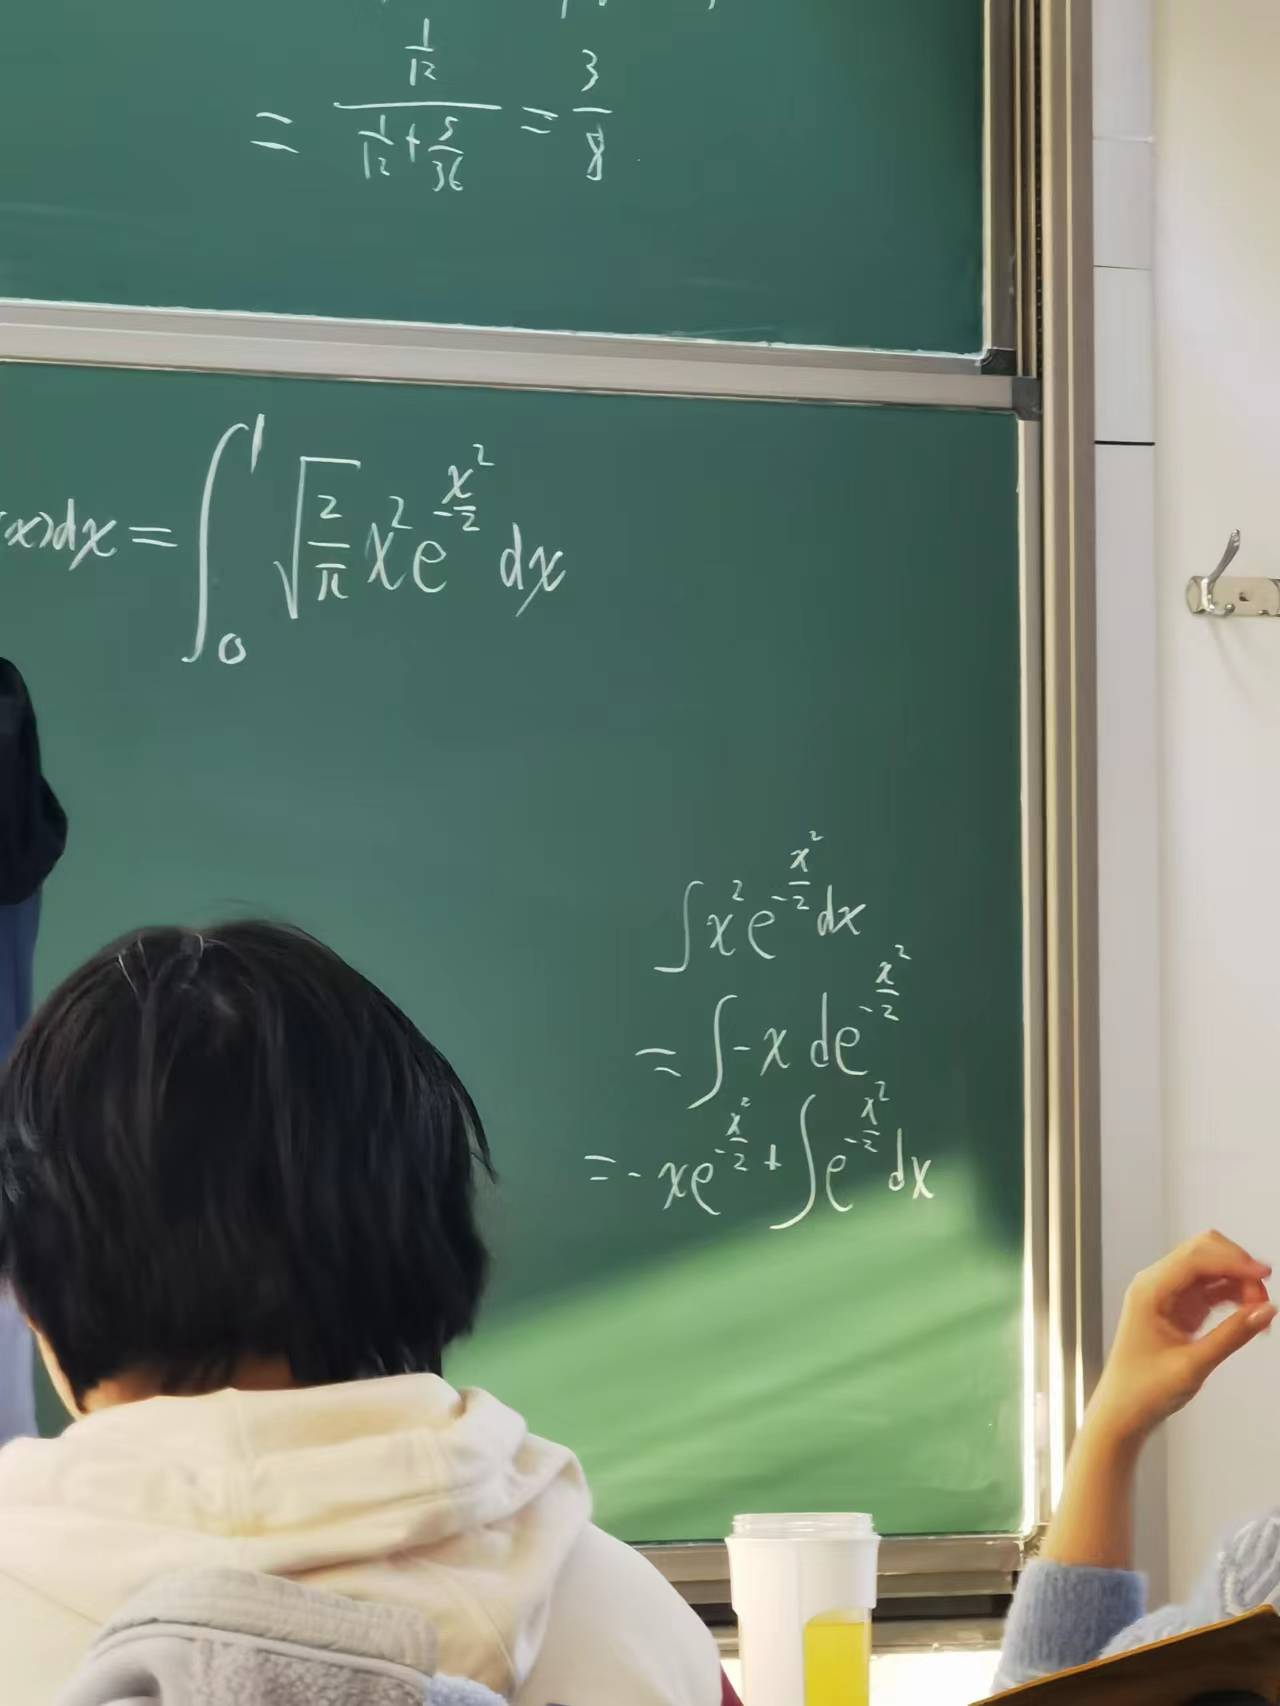 = \frac{\frac{1}{12}}{\frac{1}{12}+\frac{5}{36}} = \frac{3}{8}.
x)dx = \int_0^1 \sqrt{\frac{2}{\pi}} x^2 e^{-\frac{x^2}{2}} dx
\int x^2 e^{-\frac{x^2}{2}} dx
= \int -x de^{-\frac{x^2}{2}}
= -xe^{-\frac{x^2}{2}} + \int e^{-\frac{x^2}{2}} dx